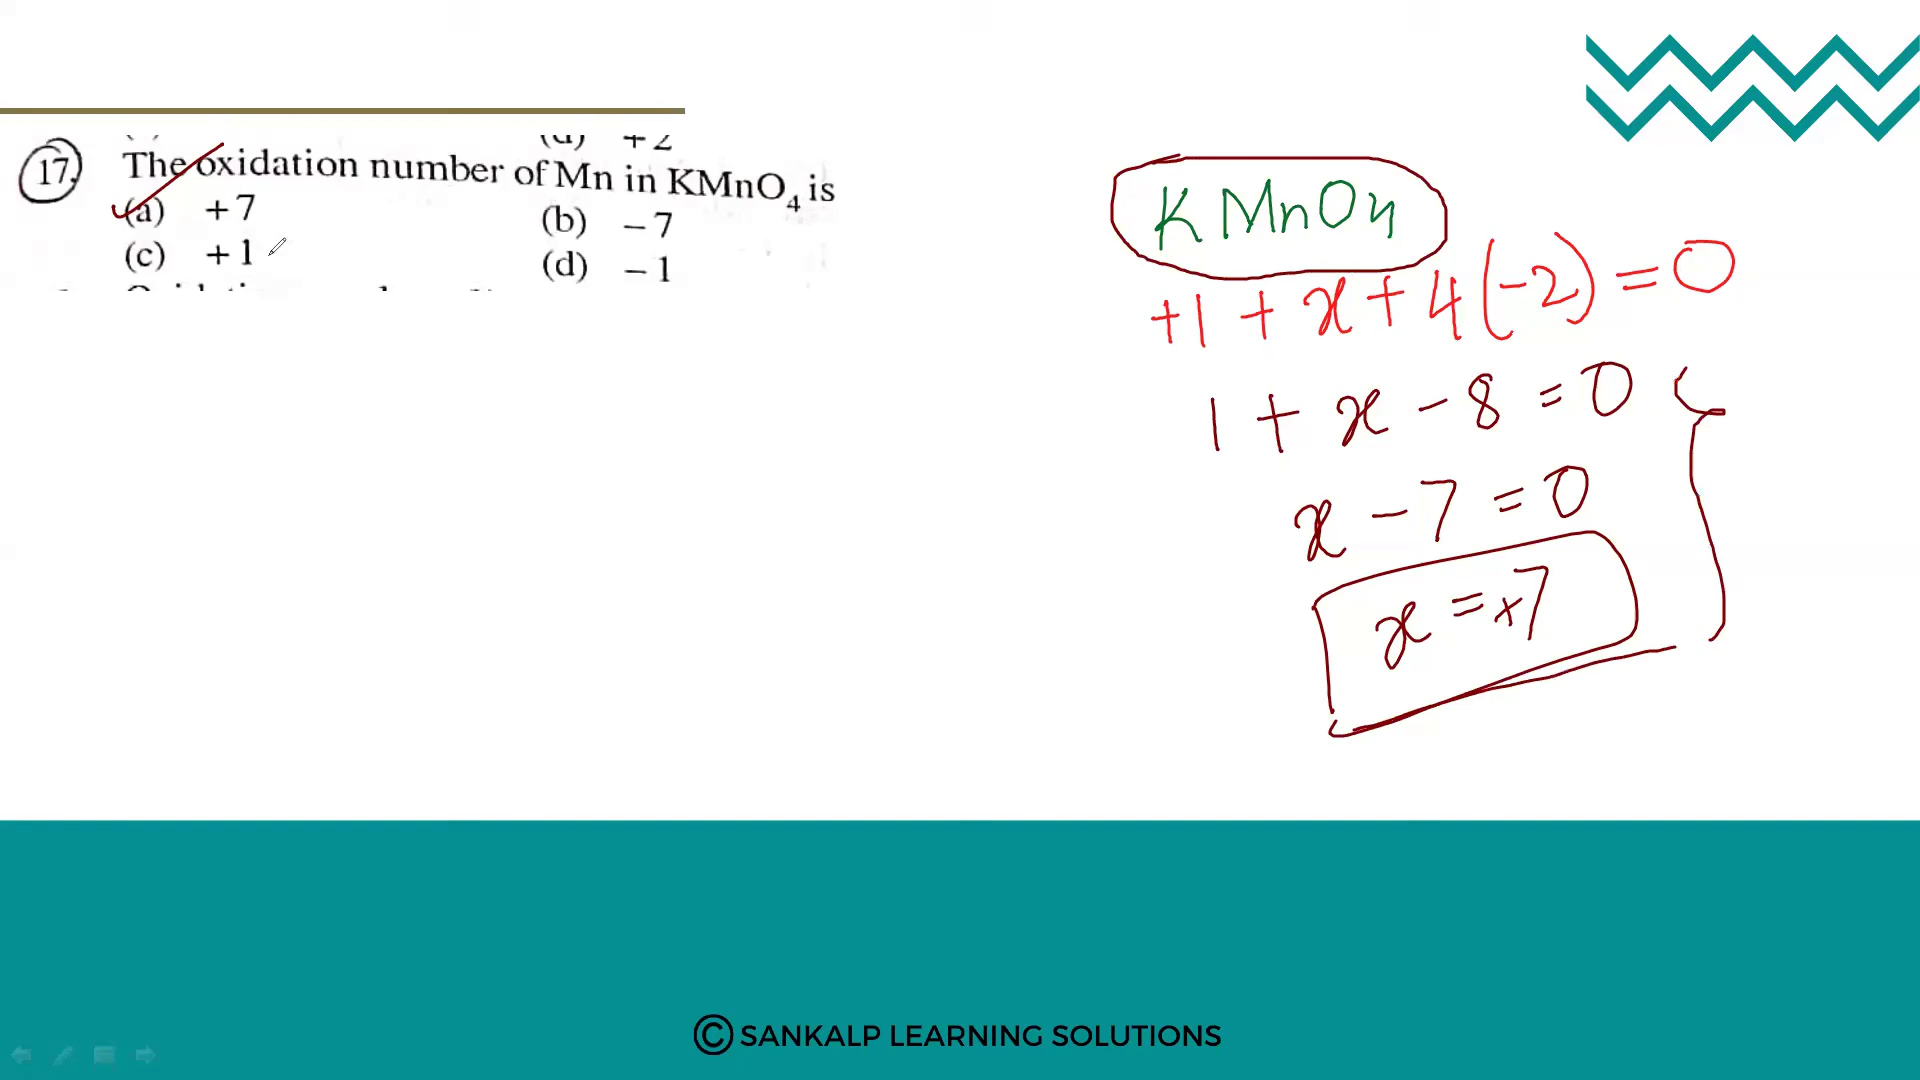 (d) +2
17. The oxidation number of Mn in KMnO₄ is
(a) +7 (b) −7
(c) +1 (d) −1
KMnO4
+1 + x + 4(-2) = 0
1 + x - 8 = 0
x - 7 = 0
x = +7
© SANKALP LEARNING SOLUTIONS